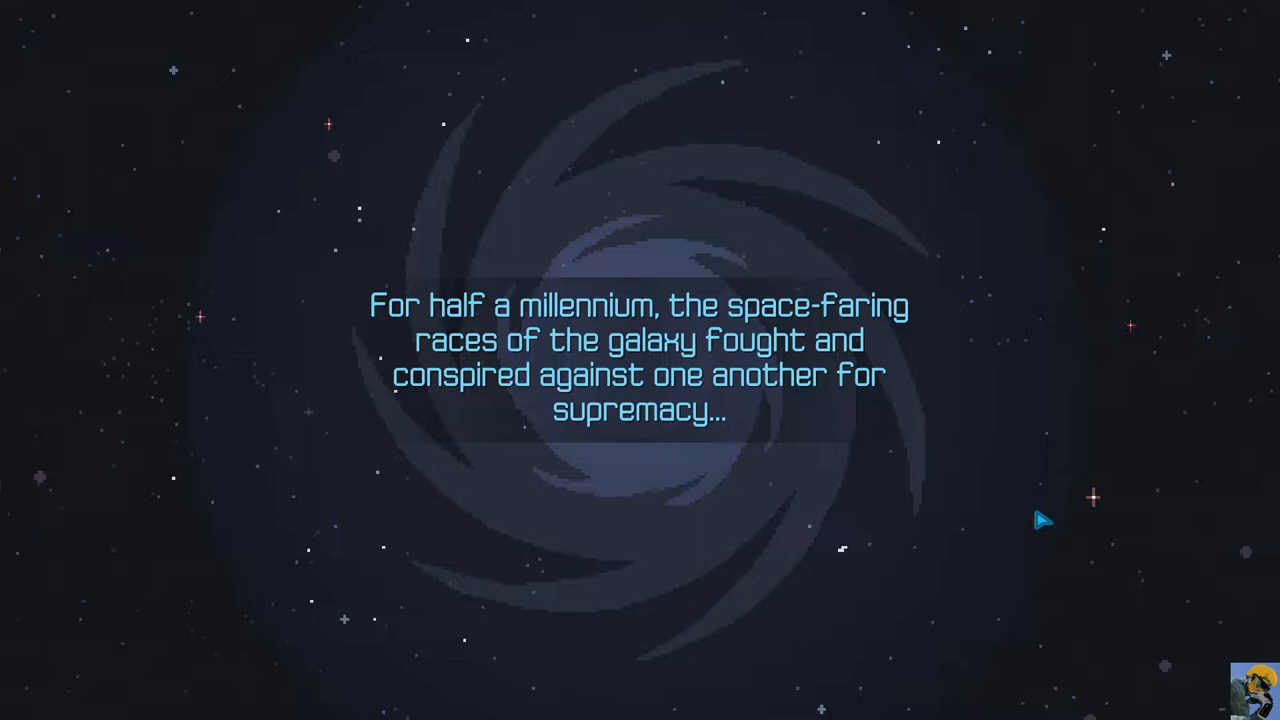 For half a millennium, the space-faring
races of the galaxy fought and
conspired against one another for
supremacy...